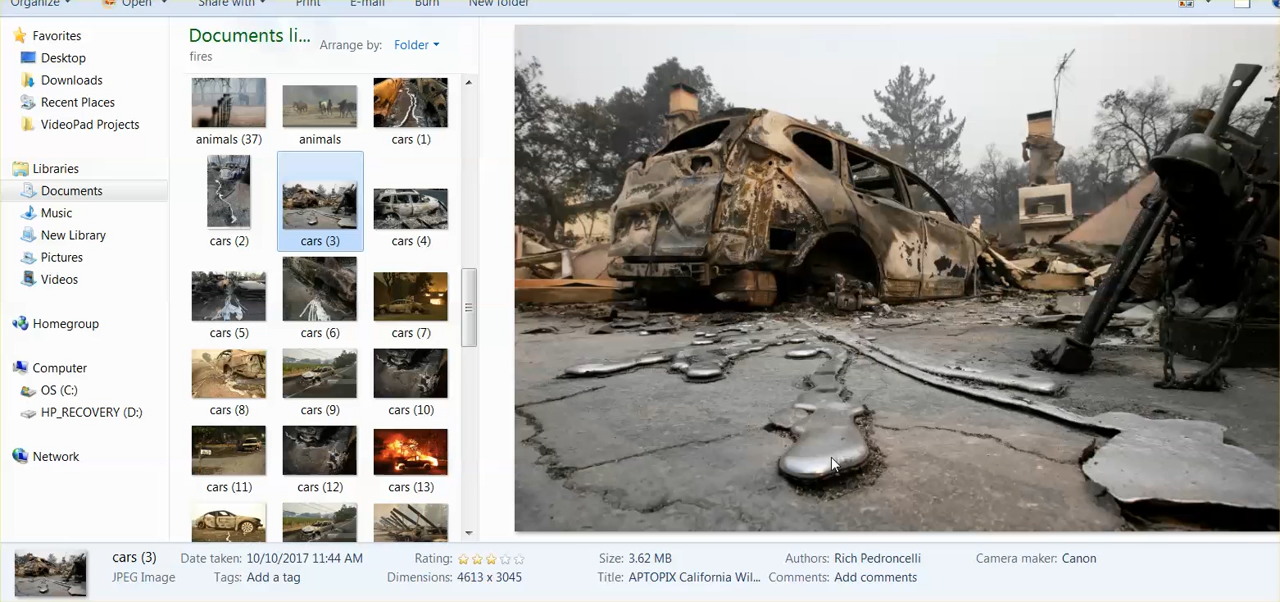 Organize Open Share with Print E-mail Burn New folder
Favorites
Desktop
Downloads
Recent Places
VideoPad Projects
Libraries
Documents
Music
New Library
Pictures
Videos
Homegroup
Computer
OS (C:)
HP_RECOVERY (D:)
Network
Documents li...
fires
Arrange by: Folder
animals (37) animals cars (1)
cars (2) cars (3) cars (4)
cars (5) cars (6) cars (7)
cars (8) cars (9) cars (10)
cars (11) cars (12) cars (13)
cars (3) Date taken: 10/10/2017 11:44 AM Rating: Size: 3.62 MB Authors: Rich Pedroncelli Camera maker: Canon
JPEG Image Tags: Add a tag Dimensions: 4613 x 3045 Title: APTOPIX California Wil... Comments: Add comments